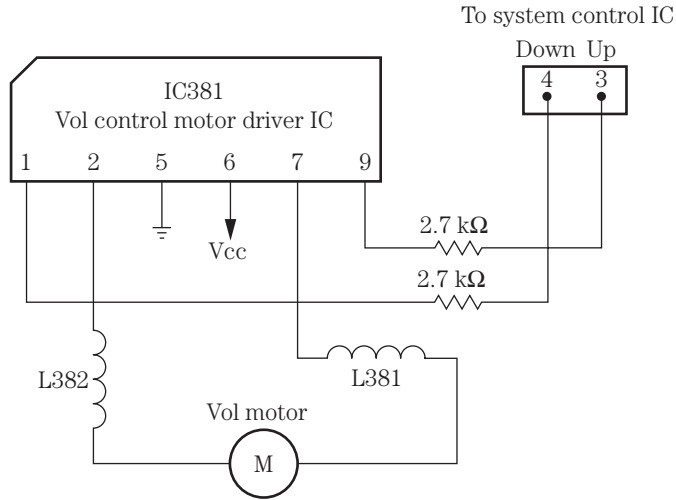 To system control IC
Down Up
4 3
IC381
Vol control motor driver IC
1 2 5 6 7 9
Vcc
2.7 kΩ
2.7 kΩ
L382
L381
Vol motor
M